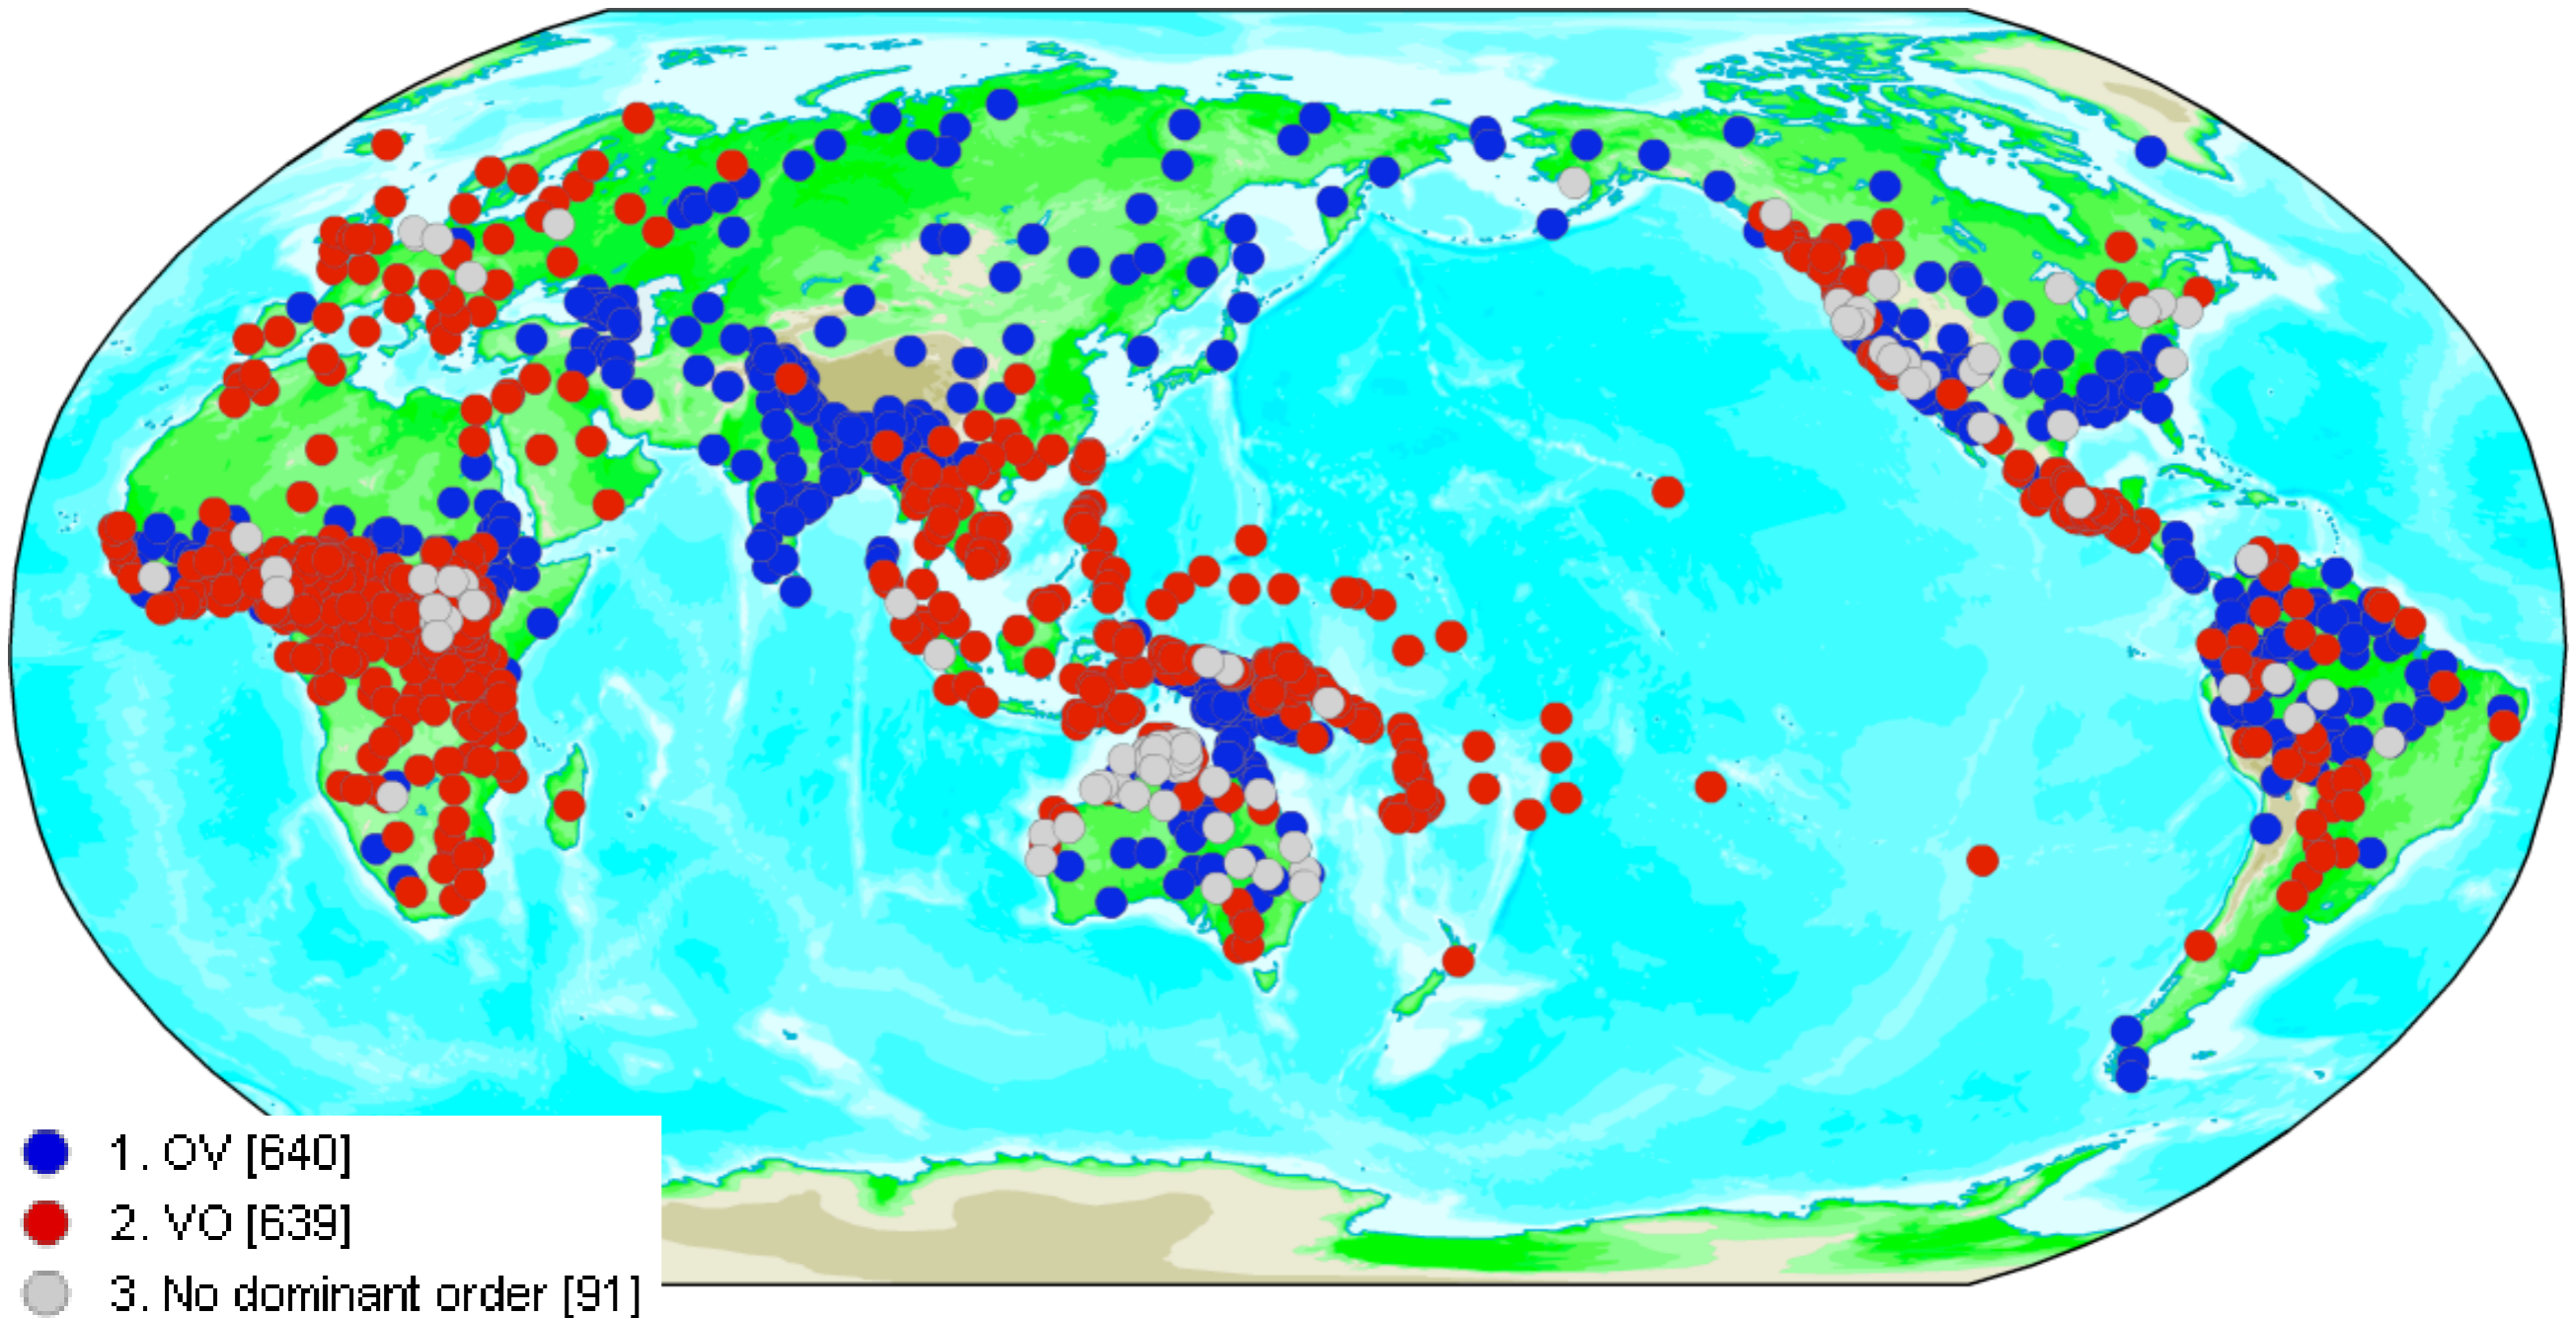 1. OV [640]
2. VO [639]
3. No dominant order [91]